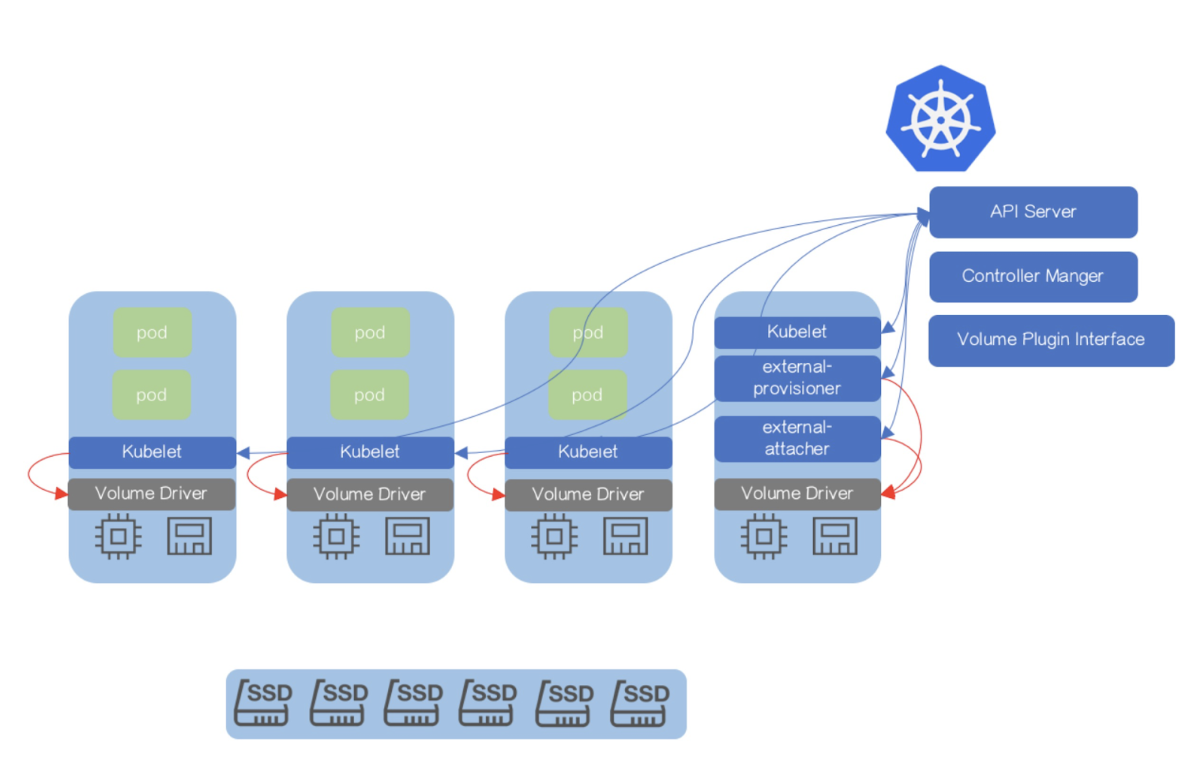 API Server
Controller Manger
Volume Plugin Interface
pod
pod
Kubelet
Volume Driver
pod
pod
Kubelet
Volume Driver
pod
pod
Kubelet
Volume Driver
Kubelet
external-
provisioner
external-
attacher
Volume Driver
SSD
SSD
SSD
SSD
SSD
SSD